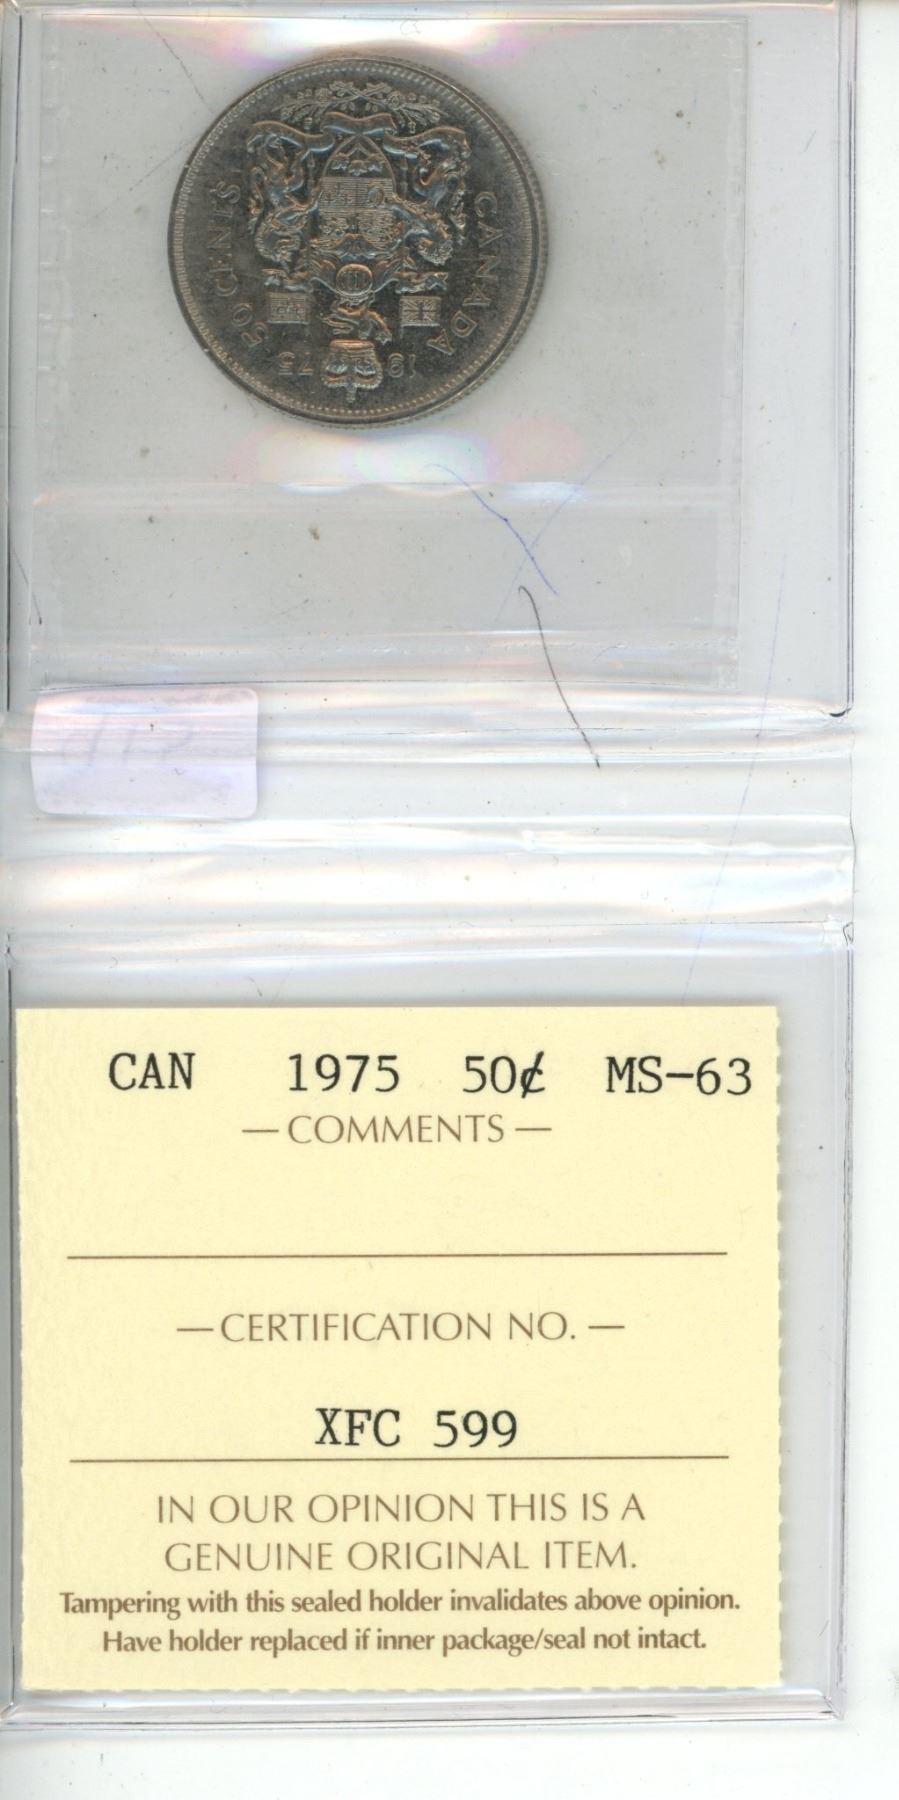 50 CENTS
CANADA
1975
CAN 1975 50¢ MS-63
— COMMENTS —
— CERTIFICATION NO. —
XFC 599
IN OUR OPINION THIS IS A
GENUINE ORIGINAL ITEM.
Tampering with this sealed holder invalidates above opinion.
Have holder replaced if inner package/seal not intact.